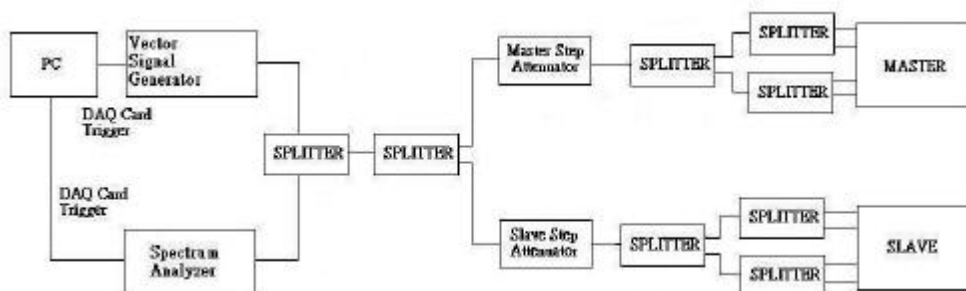 PC
Vector
Signal
Generator
DAQ Card
Trigger
DAQ Card
Trigger
Spectrum
Analyzer
SPLITTER
SPLITTER
Master Step
Attenuator
SPLITTER
SPLITTER
SPLITTER
MASTER
Slave Step
Attenuator
SPLITTER
SPLITTER
SPLITTER
SLAVE